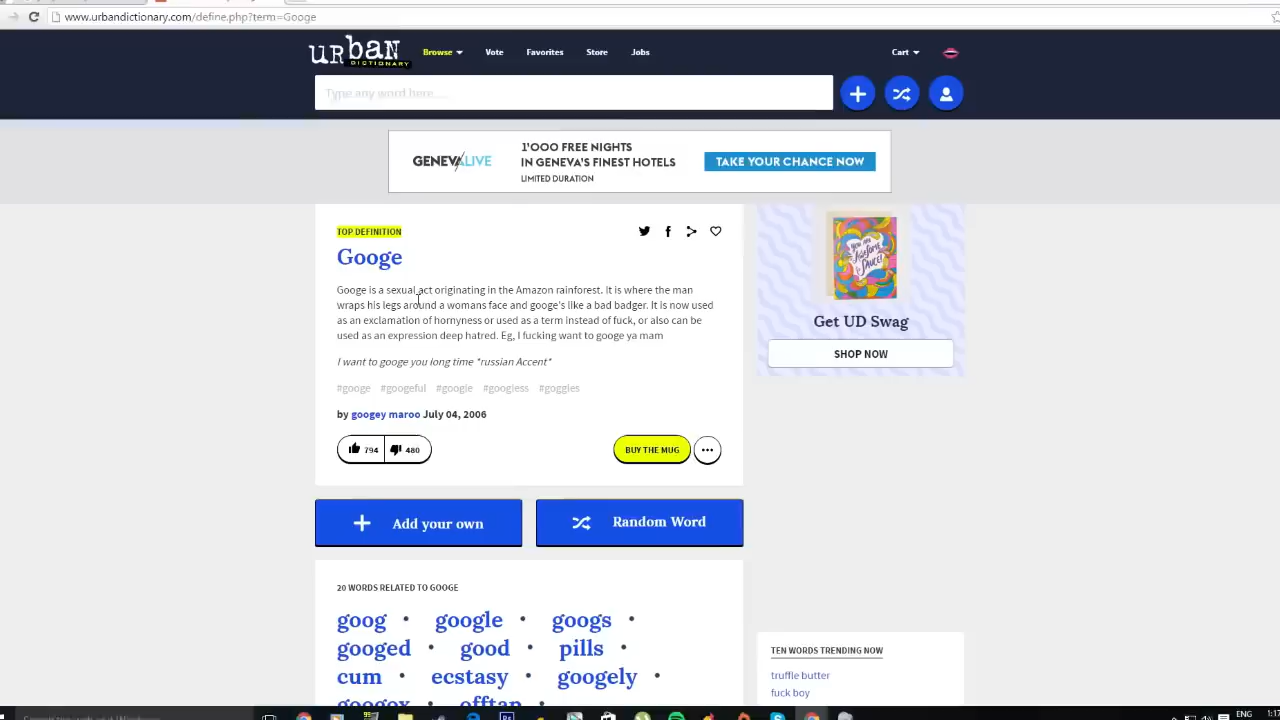 www.urbandictionary.com/define.php?term=Googe
urban
DICTIONARY
Browse
Vote
Favorites
Store
Jobs
Cart
Type any word here...
GENEVALIVE
1'000 FREE NIGHTS
IN GENEVA'S FINEST HOTELS
LIMITED DURATION
TAKE YOUR CHANCE NOW
TOP DEFINITION
Googe
Googe is a sexual act originating in the Amazon rainforest. It is where the man
wraps his legs around a womans face and googe's like a bad badger. It is now used
as an exclamation of hornyness or used as a term instead of fuck, or also can be
used as an expression deep hatred. Eg, I fucking want to googe ya mam
I want to googe you long time *russian Accent*
#googe #googeful #google #googless #goggles
by googey maroo July 04, 2006
794
480
BUY THE MUG
Get UD Swag
SHOP NOW
Add your own
Random Word
20 WORDS RELATED TO GOOGE
goog • google • googs •
googed • good • pills •
cum • ecstasy • googely •
TEN WORDS TRENDING NOW
truffle butter
fuck boy
ENG